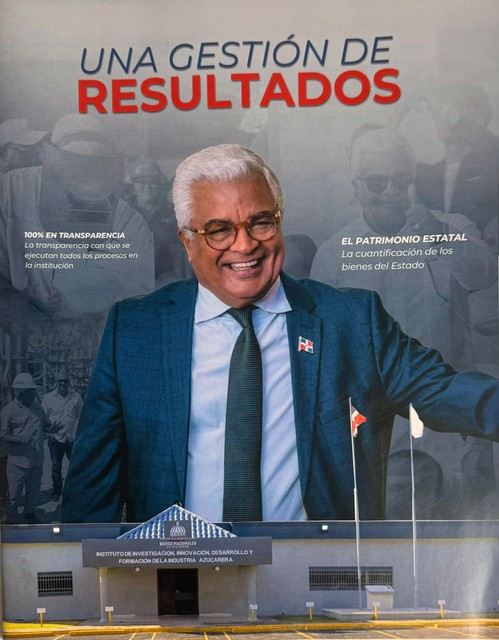 UNA GESTIÓN DE
RESULTADOS
100% EN TRANSPARENCIA
La transparencia con que se
ejecutan todos los procesos en
la institución
EL PATRIMONIO ESTATAL
La cuantificación de los
bienes del Estado
BIENES NACIONALES
INSTITUTO DE INVESTIGACIÓN, INNOVACIÓN, DESARROLLO Y
FORMACIÓN DE LA INDUSTRIA AZUCARERA